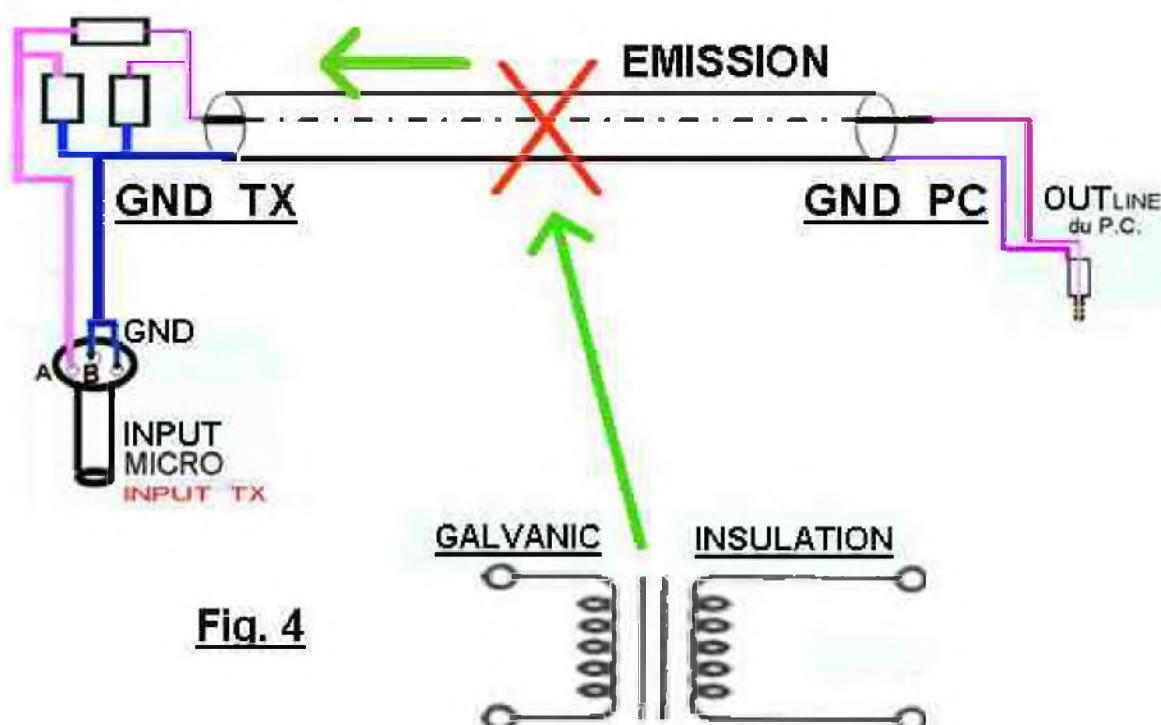 EMISSION
GND TX
GND PC
OUTLINE
du P.C.
GND
A
B
INPUT
MICRO
INPUT TX
GALVANIC
INSULATION
Fig. 4